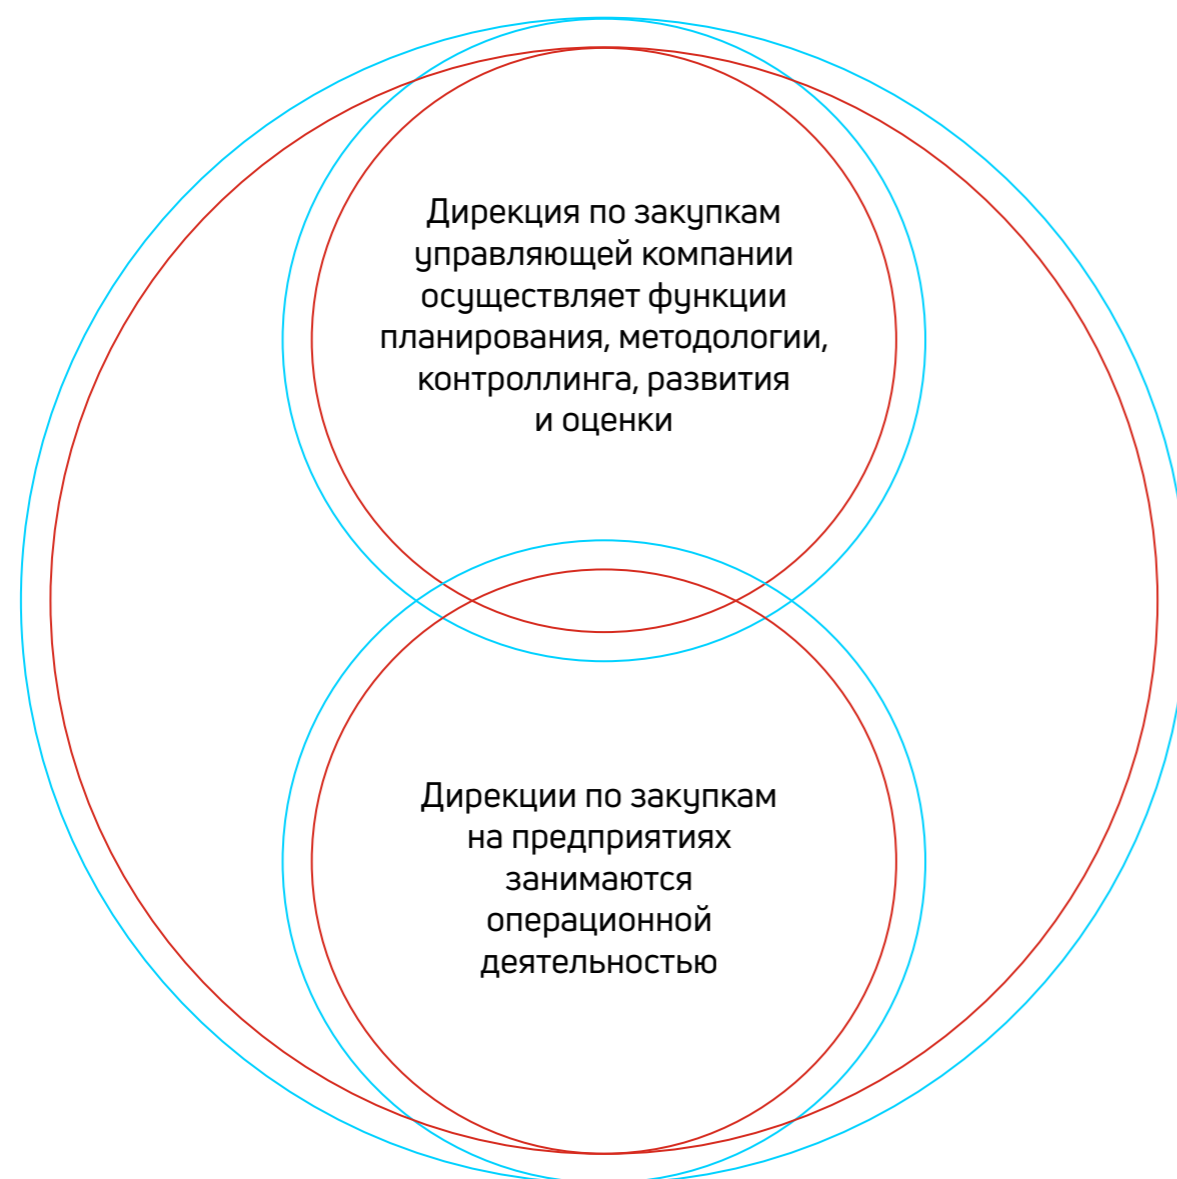 Дирекция по закупкам
управляющей компании
осуществляет функции
планирования, методологии,
контроллинга, развития
и оценки
Дирекции по закупкам
на предприятиях
занимаются
операционной
деятельностью